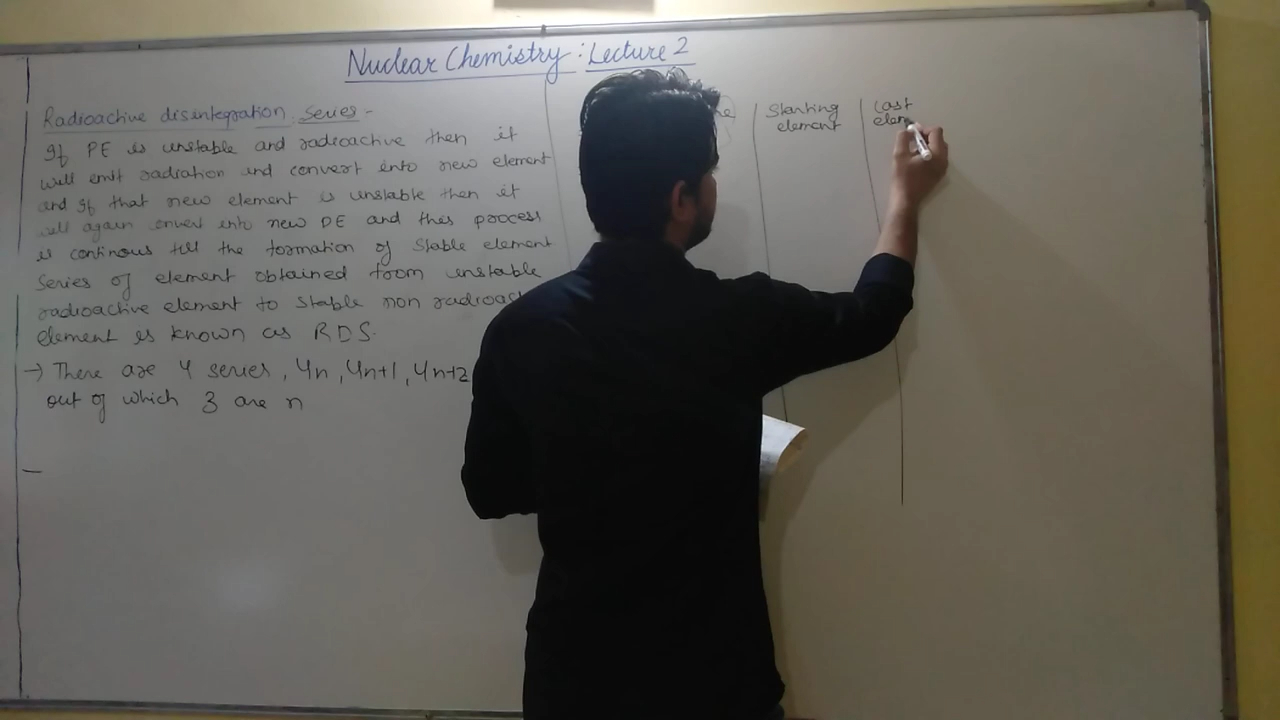 Nuclear Chemistry : Lecture 2
Radioactive disintegration Series -
If PE is unstable and radioactive then it
will emit radiation and convert into new element
and if that new element is unstable then it
will again convert into new DE and this process
is continous till the formation of Stable element
Series of element obtained from unstable
radioactive element to stable non radioac
element is known as RDS.
→ There are 4 series, 4n, 4n+1, 4n+2
out of which 3 are n
Starting
element
Last
elem